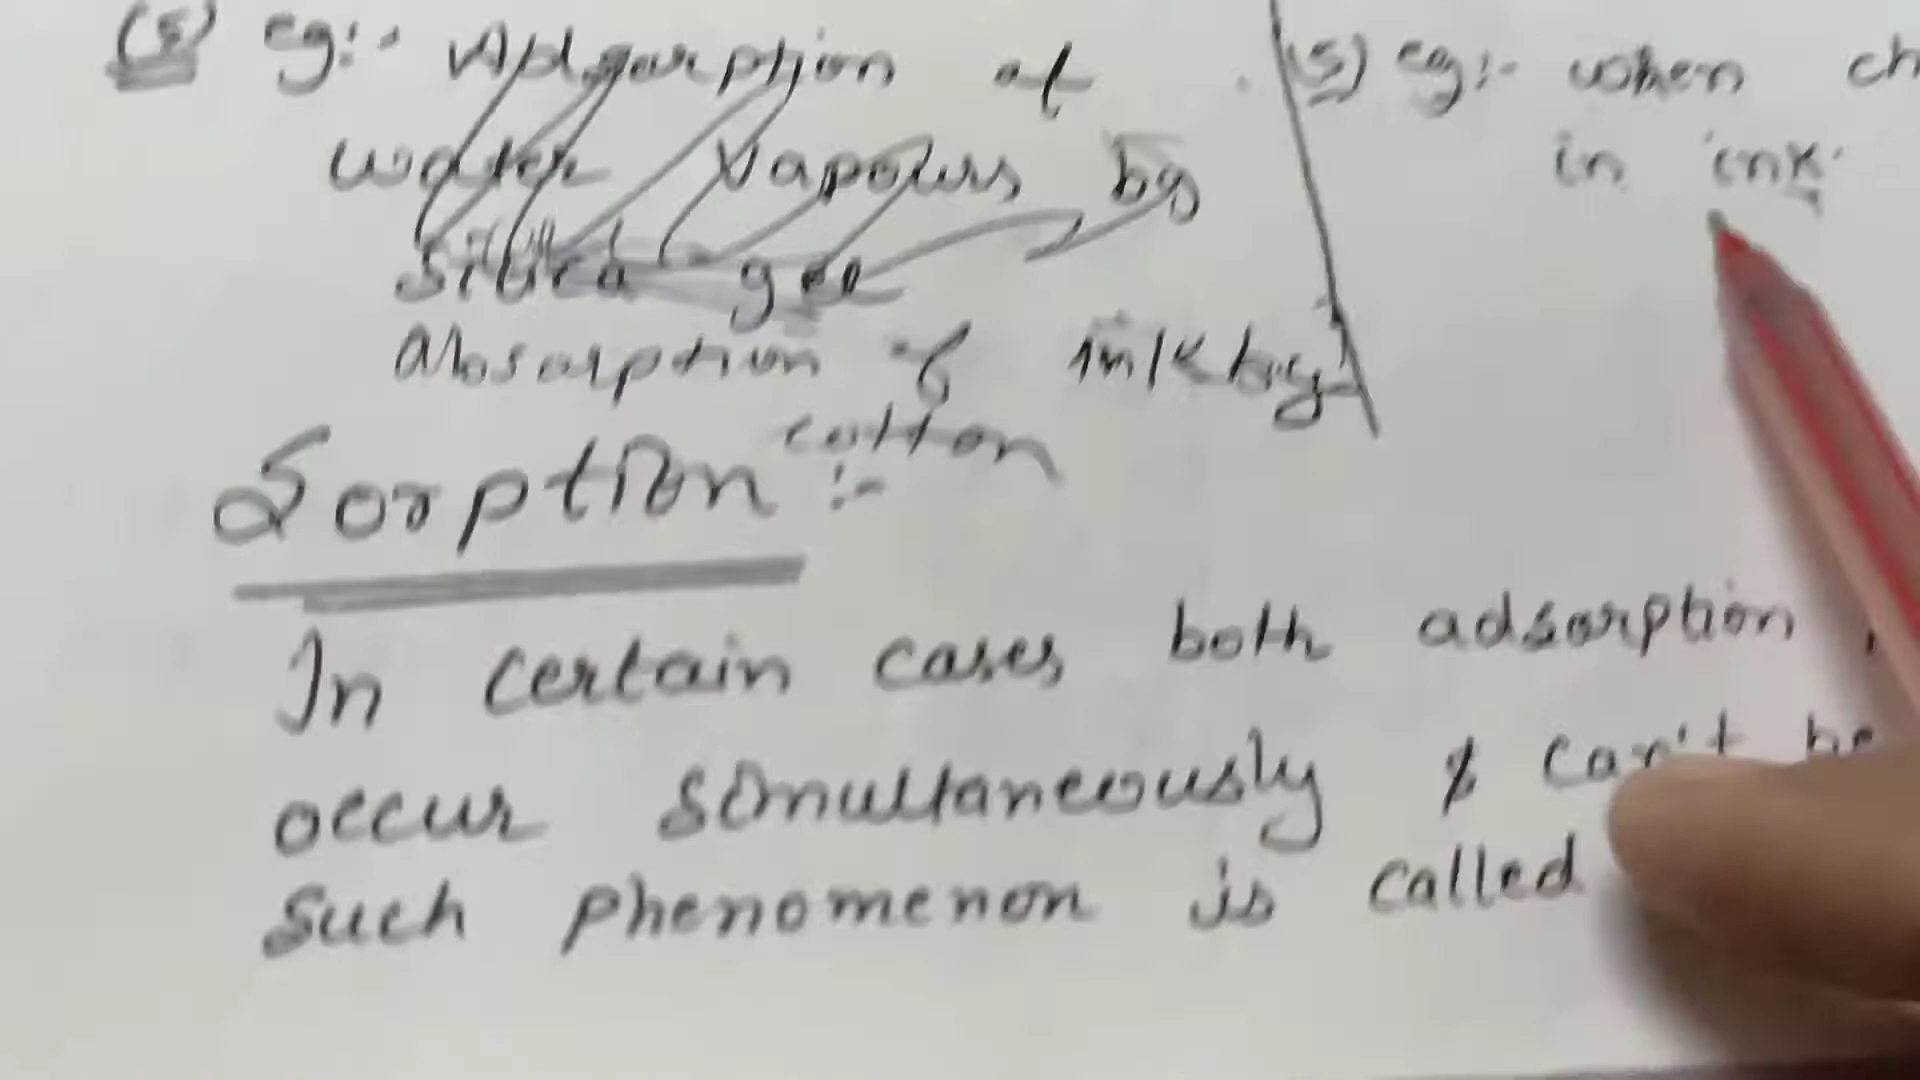 (5) eg:- Adsorption of
water vapours by
silica gel
Absorption of ink by
cotton
(5) eg:- when ch
in ink
Sorption :-
In certain cases both adsorption
occur simultaneously & can't be
such phenomenon is called